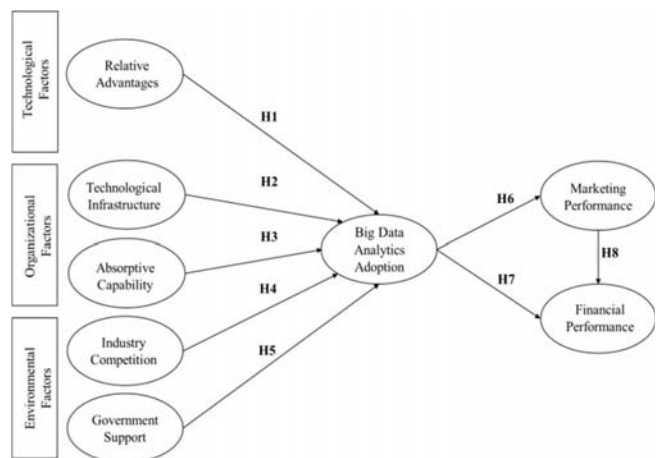 Technological
Factors
Relative
Advantages
H1
Organizational
Factors
Technological
Infrastructure
H2
Absorptive
Capability
H3
Big Data
Analytics
Adoption
H6
Marketing
Performance
H8
H7
Financial
Performance
Environmental
Factors
Industry
Competition
H4
Government
Support
H5